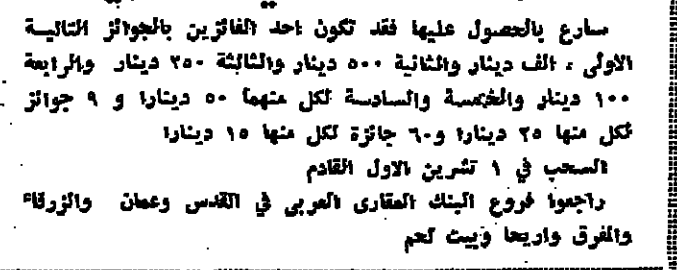 سارع بالحصول عليها فقد تكون احد الفائزين بالجوائز التاليـــة
الاولى : الف دينار والثانية ٥٠٠ دينار والثالثة ٢٥٠ دينار والرابعة
١٠٠ دينار والخمسة والسادسة لكل منهما ٥٠ دينارا و ٩ جوائز
لكل منها ٢٥ دينارا و٦٠ جائزة لكل منها ١٥ دينارا
السحب في ١ تشرين الاول القادم
راجعوا فروع البنك العقارى العربي في القدس وعمان والزرقاء
والمفرق واريحا وبيت لحم